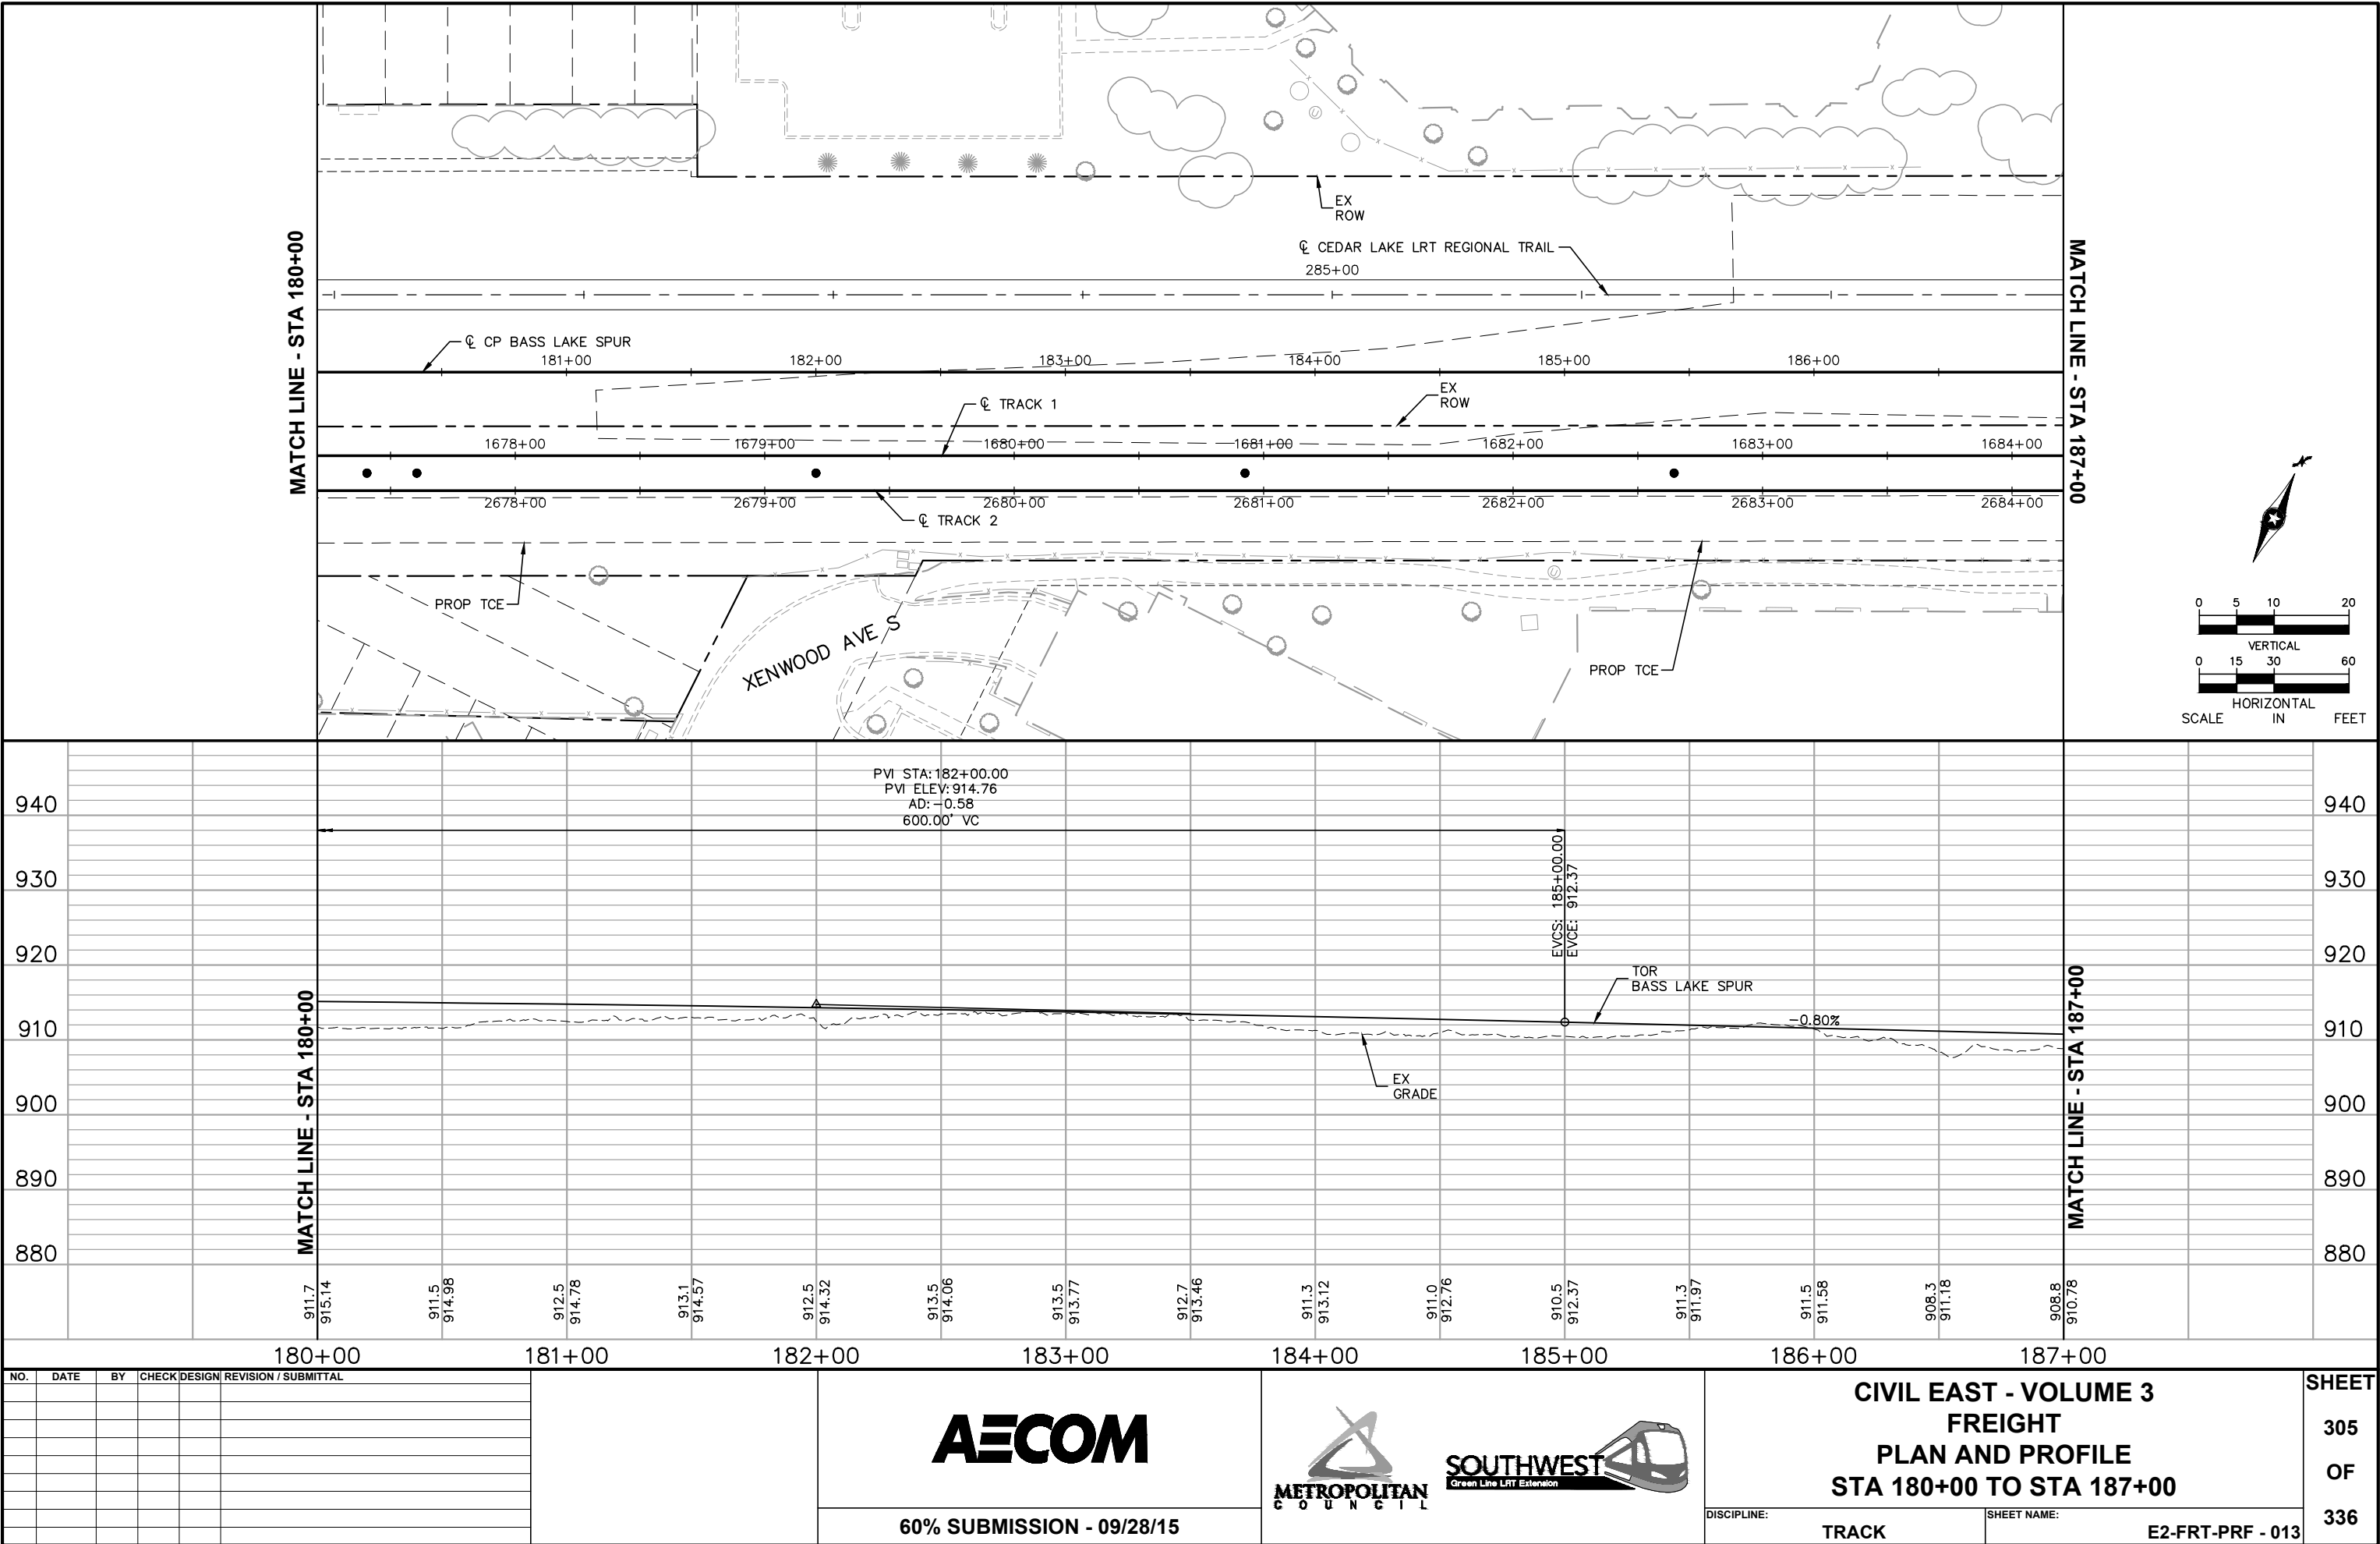 EX
ROW
℄ CEDAR LAKE LRT REGIONAL TRAIL
285+00
MATCH LINE - STA 180+00
MATCH LINE - STA 187+00
℄ CP BASS LAKE SPUR
181+00 182+00 183+00 184+00 185+00 186+00
℄ TRACK 1
EX
ROW
1678+00 1679+00 1680+00 1681+00 1682+00 1683+00 1684+00
2678+00 2679+00 2680+00 2681+00 2682+00 2683+00 2684+00
℄ TRACK 2
PROP TCE
XENWOOD AVE S
PROP TCE
0 5 10 20
VERTICAL
0 15 30 60
HORIZONTAL
SCALE IN FEET
PVI STA: 182+00.00
PVI ELEV: 914.76
AD: -0.58
600.00' VC
EVCS: 185+00.00
EVCE: 912.37
940 940
930 930
920 920
910 910
900 900
890 890
880 880
TOR
BASS LAKE SPUR
-0.80%
EX
GRADE
MATCH LINE - STA 180+00
MATCH LINE - STA 187+00
911.7 911.5 912.5 913.1 912.5 913.5 913.5 912.7 911.3 911.0 910.5 911.3 911.5 908.3 908.8
915.14 914.98 914.78 914.57 914.32 914.06 913.77 913.46 913.12 912.76 912.37 911.97 911.58 911.18 910.78
180+00 181+00 182+00 183+00 184+00 185+00 186+00 187+00
NO. DATE BY CHECK DESIGN REVISION / SUBMITTAL
AECOM
60% SUBMISSION - 09/28/15
METROPOLITAN
COUNCIL
SOUTHWEST
Green Line LRT Extension
CIVIL EAST - VOLUME 3
FREIGHT
PLAN AND PROFILE
STA 180+00 TO STA 187+00
DISCIPLINE:
TRACK
SHEET NAME:
E2-FRT-PRF - 013
SHEET
305
OF
336